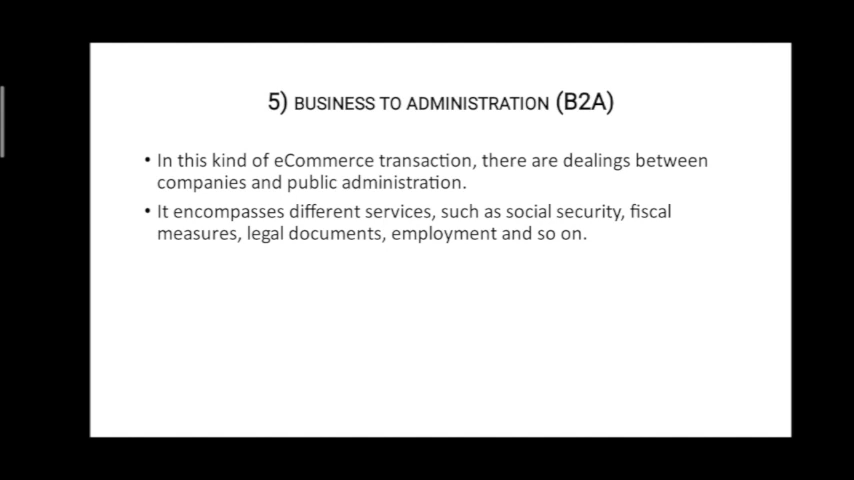 5) BUSINESS TO ADMINISTRATION (B2A)
• In this kind of eCommerce transaction, there are dealings between
companies and public administration.
• It encompasses different services, such as social security, fiscal
measures, legal documents, employment and so on.